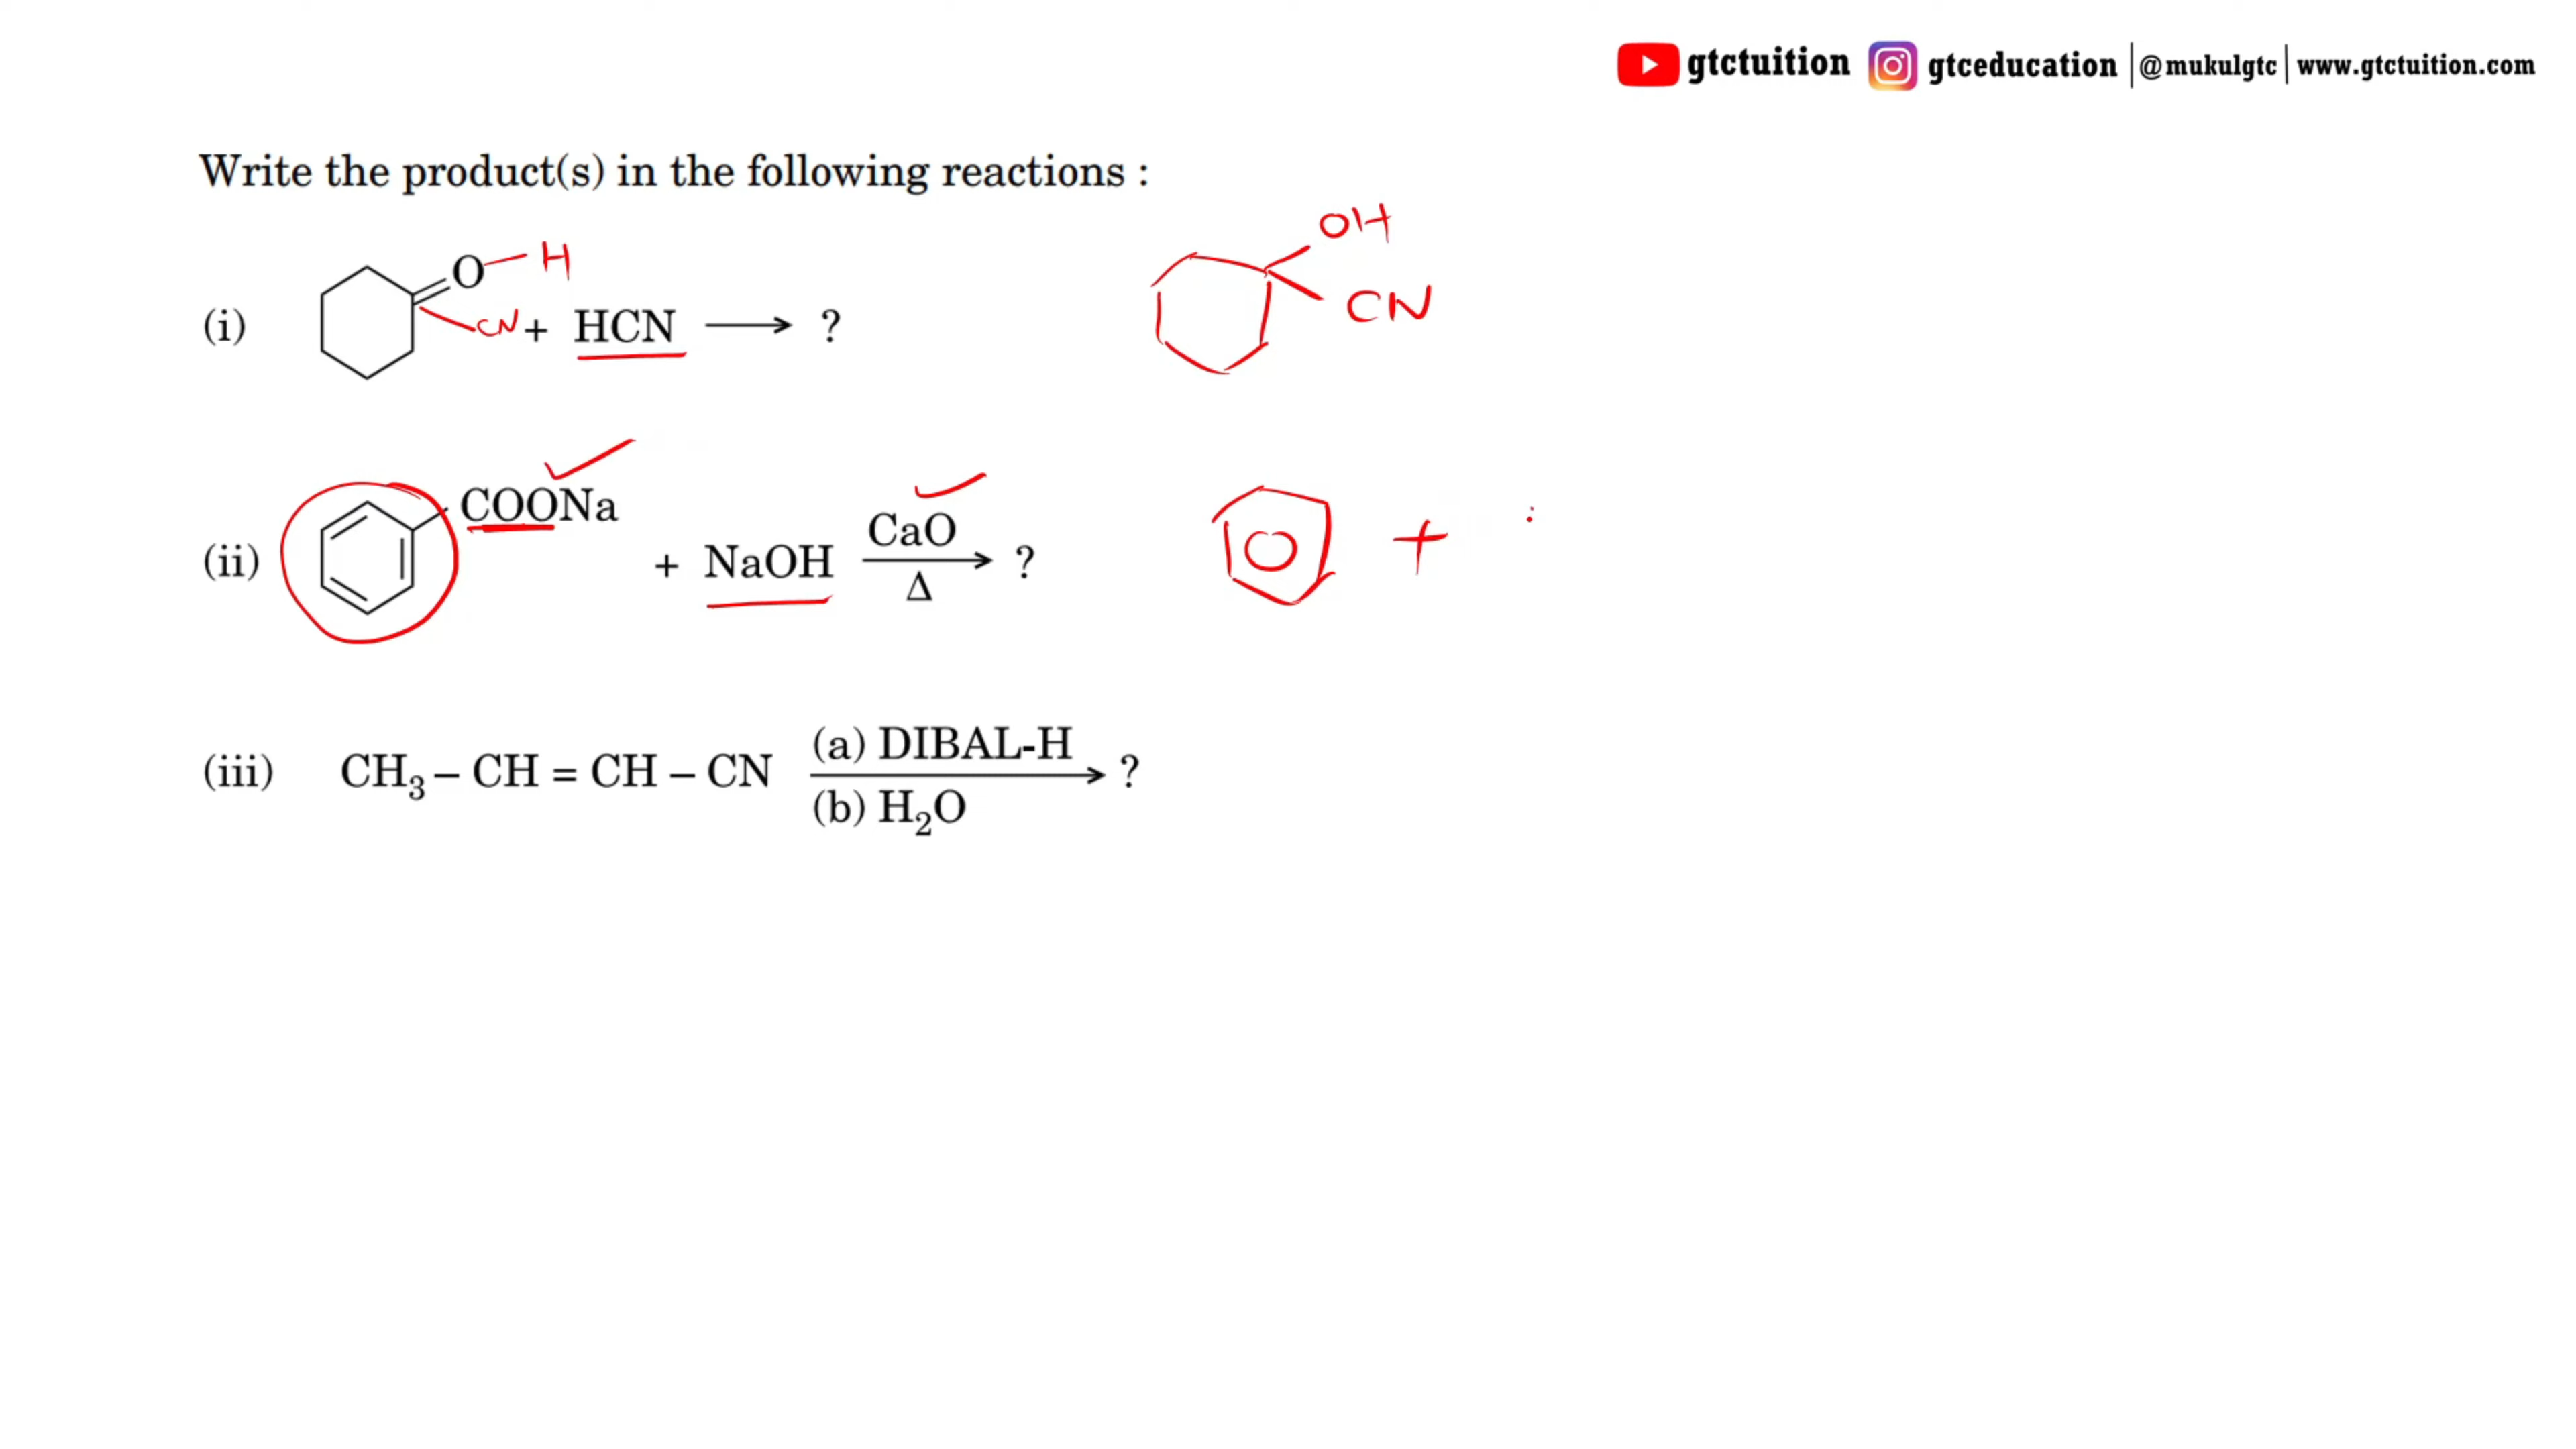 gtctuition gtceducation | @mukulgtc | www.gtctuition.com
Write the product(s) in the following reactions :
(i) O – H CN + HCN ⟶ ?
OH
CN
(ii) COONa + NaOH CaO Δ ⟶ ? +
(iii) CH₃ – CH = CH – CN (a) DIBAL-H (b) H₂O ⟶ ?